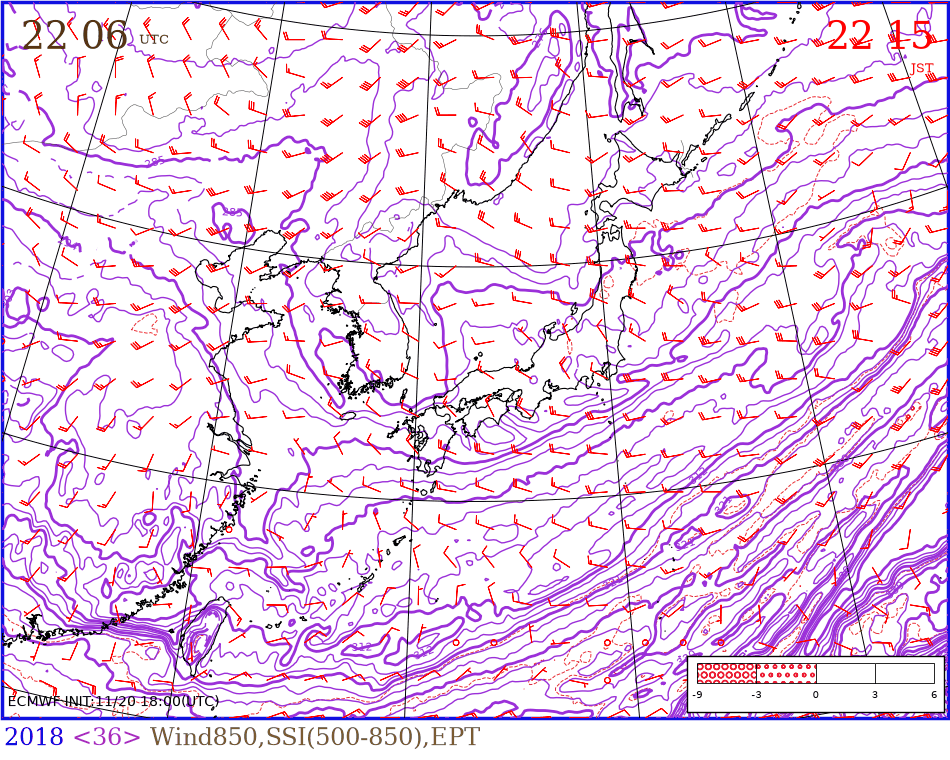 22 06 UTC
22 15
JST
285
285
312
ECMWF INIT:11/20 18:00(UTC)
-9 -3 0 3 6
2018 <36> Wind850,SSI(500-850),EPT